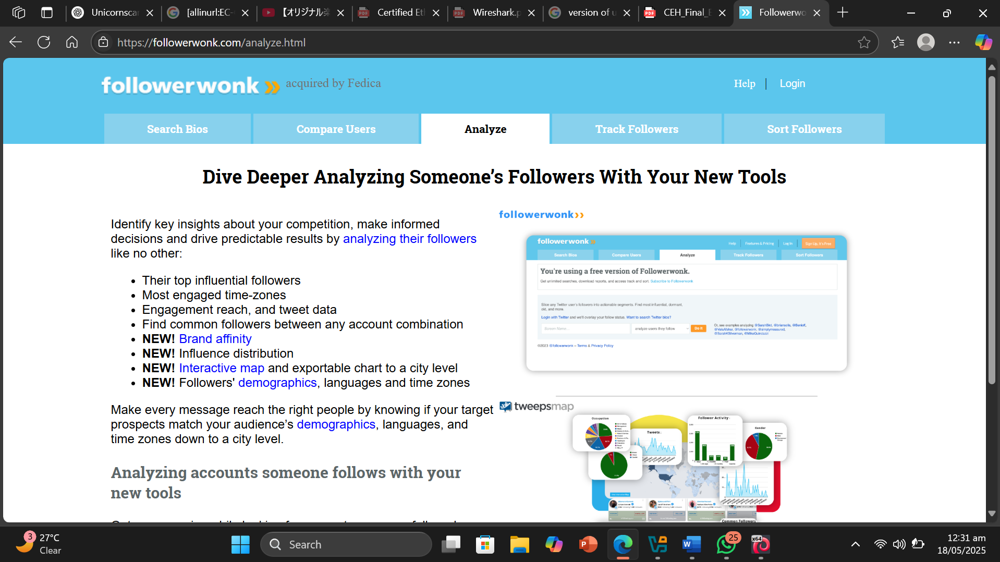 Unicornscan
[allinurl:EC-
【オリジナル楽
Certified Et
Wireshark.p
version of u
CEH_Final_E
Followerwo
https://followerwonk.com/analyze.html
followerwonk
acquired by Fedica
Help
Login
Search Bios
Compare Users
Analyze
Track Followers
Sort Followers
Dive Deeper Analyzing Someone’s Followers With Your New Tools
Identify key insights about your competition, make informed
decisions and drive predictable results by analyzing their followers
like no other:
• Their top influential followers
• Most engaged time-zones
• Engagement reach, and tweet data
• Find common followers between any account combination
• NEW! Brand affinity
• NEW! Influence distribution
• NEW! Interactive map and exportable chart to a city level
• NEW! Followers' demographics, languages and time zones
Make every message reach the right people by knowing if your target
prospects match your audience’s demographics, languages, and
time zones down to a city level.
Analyzing accounts someone follows with your
new tools
followerwonk
followerwonk
Help
Features & Pricing
Log In
Sign Up, It's Free
Search Bios
Compare Users
Analyze
Track Followers
Sort Followers
You're using a free version of Followerwonk.
Get unlimited searches, download reports, and access track and sort. Subscribe to Followerwonk
Slice any Twitter user's followers into actionable segments. Find most influential, dormant,
old, and more.
Login with Twitter and we'll overlay your follow status. Want to search Twitter bios?
Screen Name...
analyze users they follow
Do it
Or, see examples analyzing @SarahBird, @briansolis, @Benioff,
@ValaAfshar, @followerwonk, @simplymeasured,
@SarahKSilverman, @MikeQuindazzi
©2023 @followerwonk – Terms & Privacy Policy
tweepsmap
Occupation
Tweets :
Follower Activity :
Gender
Common Followers
3
27°C
Clear
Search
25
x64
12:31 am
18/05/2025